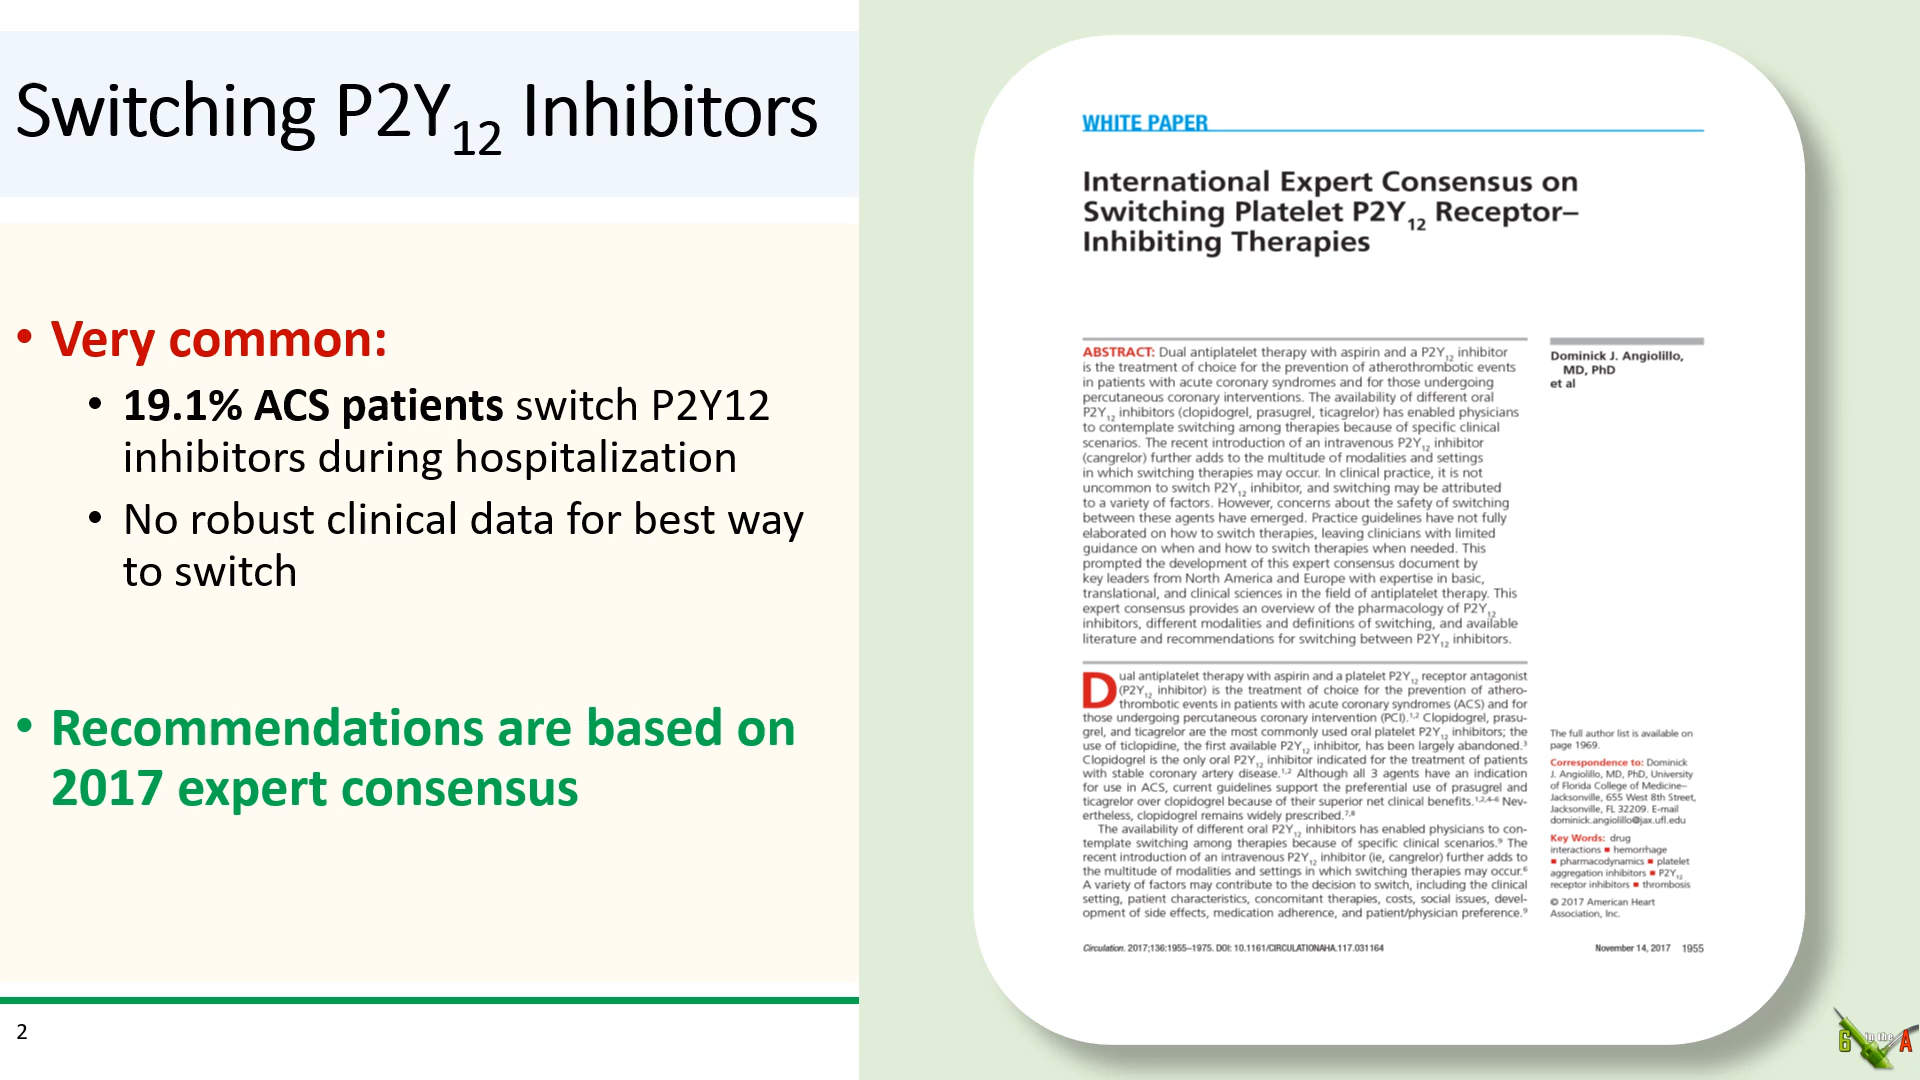 Switching P2Y12 Inhibitors
• Very common:
• 19.1% ACS patients switch P2Y12
inhibitors during hospitalization
• No robust clinical data for best way
to switch
• Recommendations are based on
2017 expert consensus
2
WHITE PAPER
International Expert Consensus on
Switching Platelet P2Y12 Receptor–
Inhibiting Therapies
ABSTRACT: Dual antiplatelet therapy with aspirin and a P2Y12 inhibitor
is the treatment of choice for the prevention of atherothrombotic events
in patients with acute coronary syndromes and for those undergoing
percutaneous coronary interventions. The availability of different oral
P2Y12 inhibitors (clopidogrel, prasugrel, ticagrelor) has enabled physicians
to contemplate switching among therapies because of specific clinical
scenarios. The recent introduction of an intravenous P2Y12 inhibitor
(cangrelor) further adds to the multitude of modalities and settings
in which switching therapies may occur. In clinical practice, it is not
uncommon to switch P2Y12 inhibitor, and switching may be attributed
to a variety of factors. However, concerns about the safety of switching
between these agents have emerged. Practice guidelines have not fully
elaborated on how to switch therapies, leaving clinicians with limited
guidance on when and how to switch therapies when needed. This
prompted the development of this expert consensus document by
key leaders from North America and Europe with expertise in basic,
translational, and clinical sciences in the field of antiplatelet therapy. This
expert consensus provides an overview of the pharmacology of P2Y12
inhibitors, different modalities and definitions of switching, and available
literature and recommendations for switching between P2Y12 inhibitors.
Dominick J. Angiolillo,
MD, PhD
et al
Dual antiplatelet therapy with aspirin and a platelet P2Y12 receptor antagonist
(P2Y12 inhibitor) is the treatment of choice for the prevention of athero-
thrombotic events in patients with acute coronary syndromes (ACS) and for
those undergoing percutaneous coronary intervention (PCI).1,2 Clopidogrel, prasu-
grel, and ticagrelor are the most commonly used oral platelet P2Y12 inhibitors; the
use of ticlopidine, the first available P2Y12 inhibitor, has been largely abandoned.3
Clopidogrel is the only oral P2Y12 inhibitor indicated for the treatment of patients
with stable coronary artery disease.1,2 Although all 3 agents have an indication
for use in ACS, current guidelines support the preferential use of prasugrel and
ticagrelor over clopidogrel because of their superior net clinical benefits.1,2,4–6 Nev-
ertheless, clopidogrel remains widely prescribed.7,8
The availability of different oral P2Y12 inhibitors has enabled physicians to con-
template switching among therapies because of specific clinical scenarios.9 The
recent introduction of an intravenous P2Y12 inhibitor (ie, cangrelor) further adds to
the multitude of modalities and settings in which switching therapies may occur.6
A variety of factors may contribute to the decision to switch, including the clinical
setting, patient characteristics, concomitant therapies, costs, social issues, devel-
opment of side effects, medication adherence, and patient/physician preference.9
The full author list is available on
page 1969.
Correspondence to: Dominick
J. Angiolillo, MD, PhD, University
of Florida College of Medicine–
Jacksonville, 655 West 8th Street,
Jacksonville, FL 32209. E-mail
dominick.angiolillo@jax.ufl.edu
Key Words: drug
interactions ■ hemorrhage
■ pharmacodynamics ■ platelet
aggregation inhibitors ■ P2Y12
receptor inhibitors ■ thrombosis
© 2017 American Heart
Association, Inc.
Circulation. 2017;136:1955–1975. DOI: 10.1161/CIRCULATIONAHA.117.031164
November 14, 2017 1955
6 in the A